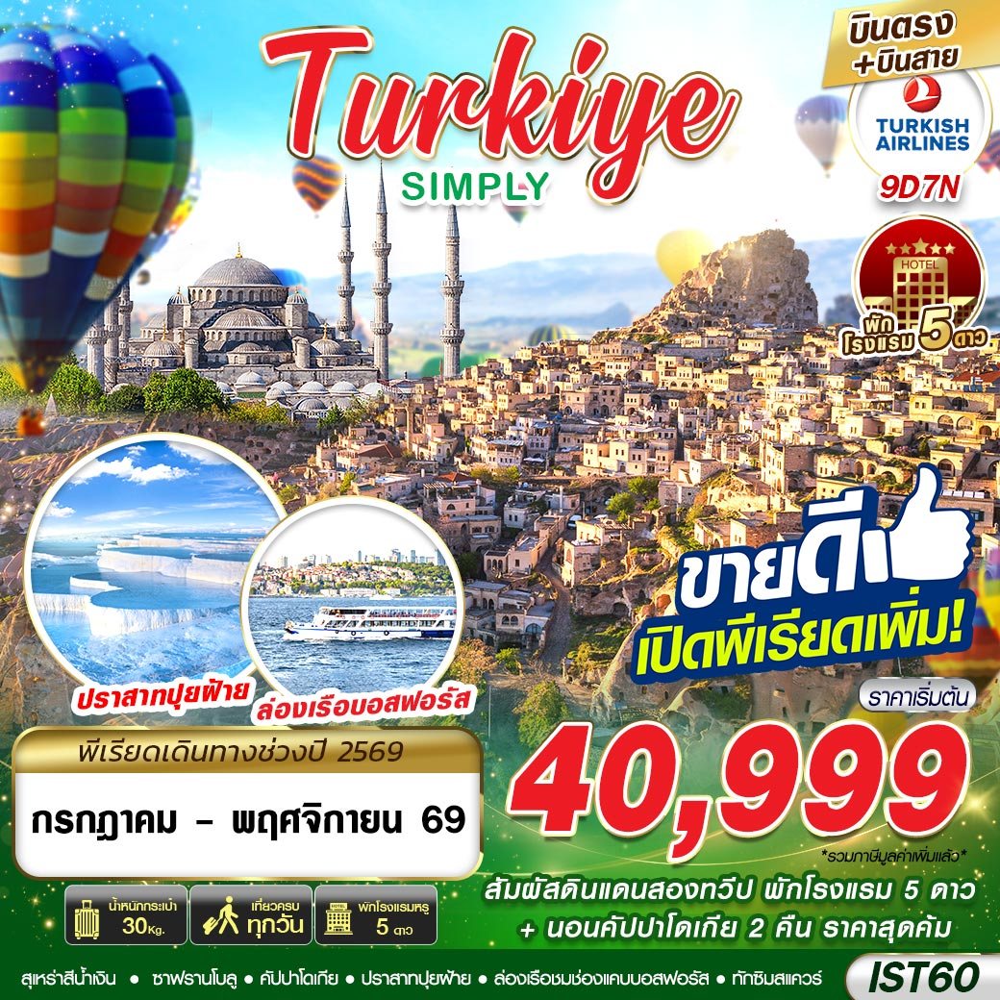 Turkiye
SIMPLY
บินตรง
+บินสาย
TURKISH
AIRLINES
9D7N
HOTEL
พัก
โรงแรม 5 ดาว
ขายดี
เปิดพีเรียดเพิ่ม!
ปราสาทปุยฝ้าย
ล่องเรือบอสฟอรัส
ราคาเริ่มต้น
40,999
*รวมภาษีมูลค่าเพิ่มแล้ว*
พีเรียดเดินทางช่วงปี 2569
กรกฎาคม - พฤศจิกายน 69
สัมผัสดินแดนสองทวีป พักโรงแรม 5 ดาว
+ นอนคัปปาโดเกีย 2 คืน ราคาสุดค้ม
น้ำหนักกระเป๋า
30Kg.
เที่ยวครบ
ทุกวัน
HOTEL
พักโรงแรมหรู
5 ดาว
สุเหร่าสีน้ำเงิน • ซาฟรานโบลู • คัปปาโดเกีย • ปราสาทปุยฝ้าย • ล่องเรือชมช่องแคบบอสฟอรัส • ทักซิมสแควร์
IST60